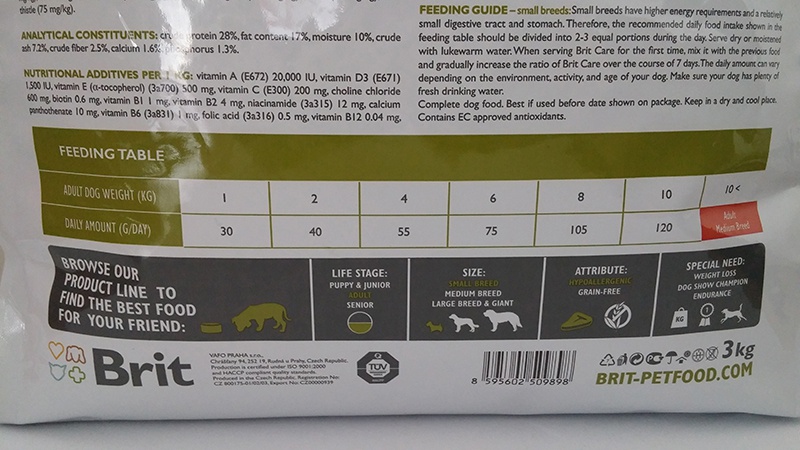 thistle (75 mg/kg).
ANALYTICAL CONSTITUENTS: crude protein 28%, fat content 17%, moisture 10%, crude
ash 7.2%, crude fiber 2.5%, calcium 1.6%, phosphorus 1.3%.
NUTRITIONAL ADDITIVES PER 1 KG: vitamin A (E672) 20,000 IU, vitamin D3 (E671)
1,500 IU, vitamin E (α-tocopherol) (3a700) 500 mg, vitamin C (E300) 200 mg, choline chloride
600 mg, biotin 0.6 mg, vitamin B1 1 mg, vitamin B2 4 mg, niacinamide (3a315) 12 mg, calcium
panthothenate 10 mg, vitamin B6 (3a831) 1 mg, folic acid (3a316) 0.5 mg, vitamin B12 0.04 mg,
FEEDING GUIDE – small breeds: Small breeds have higher energy requirements and a relatively
small digestive tract and stomach. Therefore, the recommended daily food intake shown in the
feeding table should be divided into 2-3 equal portions during the day. Serve dry or moistened
with lukewarm water. When serving Brit Care for the first time, mix it with the previous food
and gradually increase the ratio of Brit Care over the course of 7 days. The daily amount can vary
depending on the environment, activity, and age of your dog. Make sure your dog has plenty of
fresh drinking water.
Complete dog food. Best if used before date shown on package. Keep in a dry and cool place.
Contains EC approved antioxidants.
FEEDING TABLE
ADULT DOG WEIGHT (KG) 1 2 4 6 8 10 10 <
DAILY AMOUNT (G/DAY) 30 40 55 75 105 120 Adult
Medium Breed
BROWSE OUR
PRODUCT LINE TO
FIND THE BEST FOOD
FOR YOUR FRIEND:
LIFE STAGE:
PUPPY & JUNIOR
ADULT
SENIOR
SIZE:
SMALL BREED
MEDIUM BREED
LARGE BREED & GIANT
ATTRIBUTE:
HYPOALLERGENIC
GRAIN-FREE
SPECIAL NEED:
WEIGHT LOSS
DOG SHOW CHAMPION
ENDURANCE
KG
Brit
VAFO PRAHA s.r.o.,
Chrášťany 94, 252 19, Rudná u Prahy, Czech Republic.
Production is certified under ISO 9001:2000
and HACCP compliant quality standards.
Produced in the Czech Republic, Registration No:
CZ 800175-01/02/03, Export No: CZ00000939
TÜV
8 595602 509898
3 kg
BRIT-PETFOOD.COM